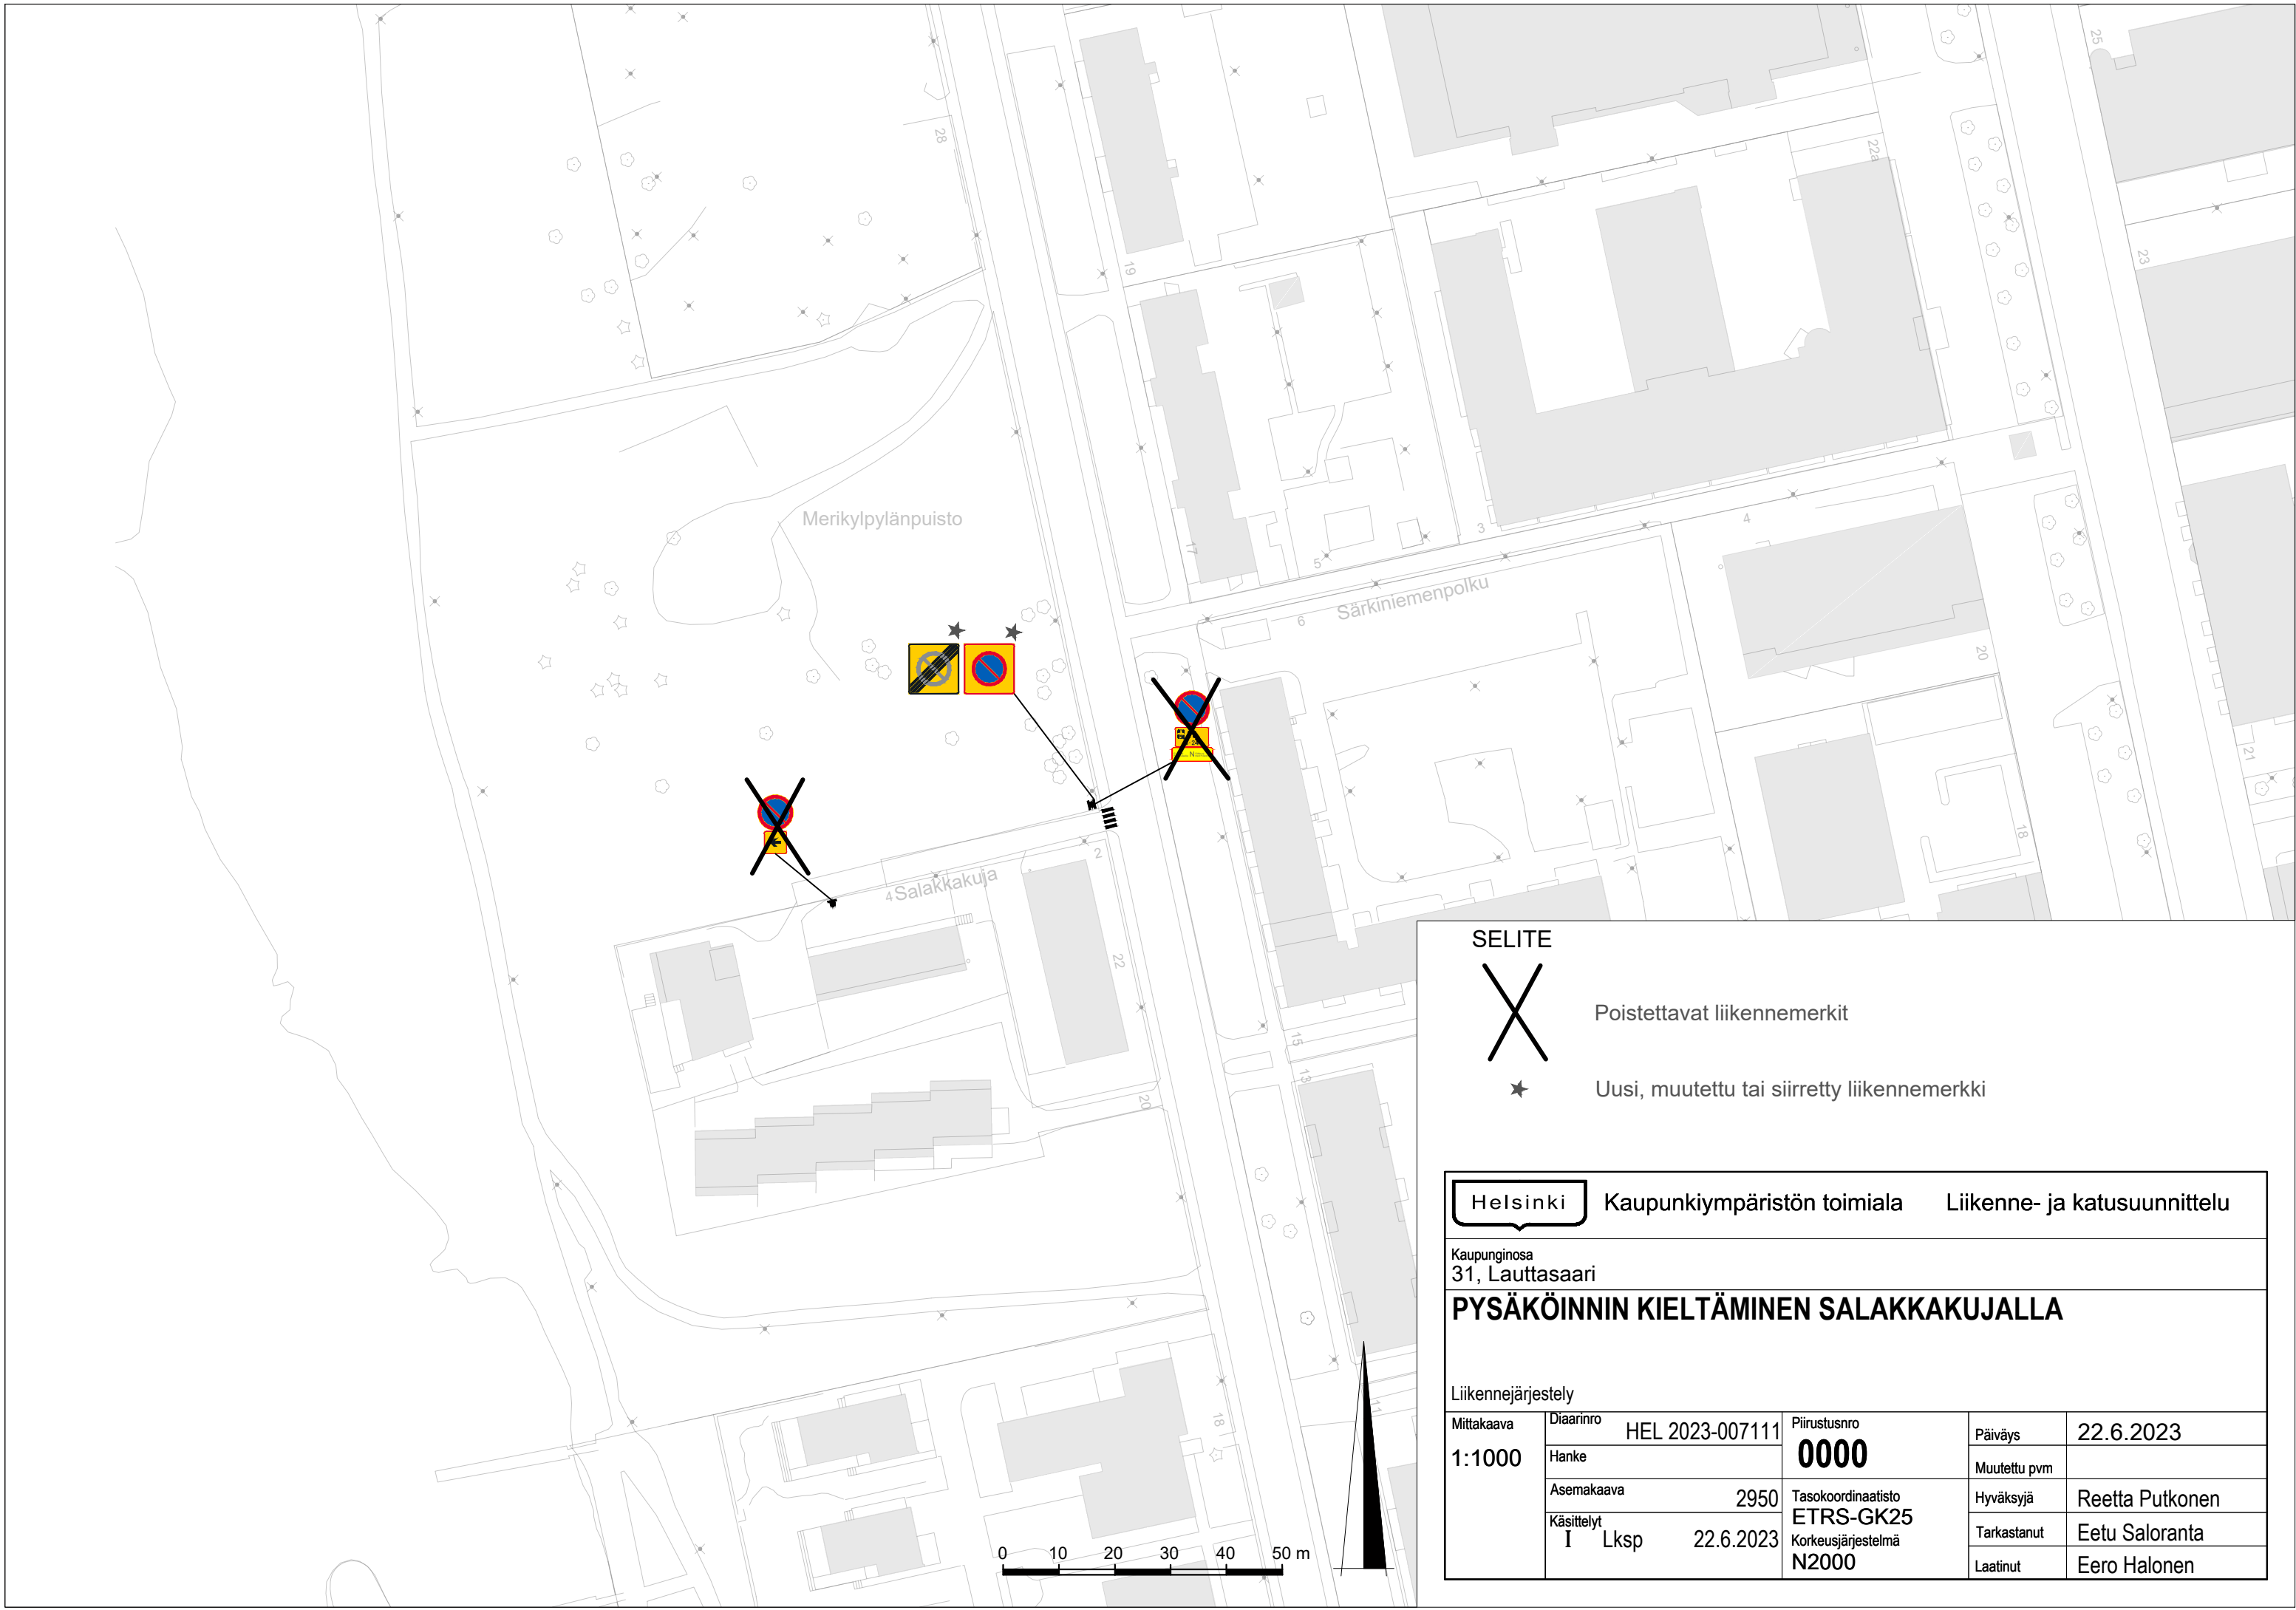 28
25
22a
19
23
Merikylpylänpuisto
17
5
3
4
Särkiniemenpolku
6
20
21
18
2
4 Salakkakuja
22
15
13
20
11
18
0 10 20 30 40 50 m
SELITE
Poistettavat liikennemerkit
Uusi, muutettu tai siirretty liikennemerkki
Helsinki Kaupunkiympäristön toimiala Liikenne- ja katusuunnittelu
Kaupunginosa
31, Lauttasaari
PYSÄKÖINNIN KIELTÄMINEN SALAKKAKUJALLA
Liikennejärjestely
Mittakaava
1:1000
Diaarinro
HEL 2023-007111
Hanke
Asemakaava
2950
Käsittelyt
I Lksp 22.6.2023
Piirustusnro
0000
Tasokoordinaatisto
ETRS-GK25
Korkeusjärjestelmä
N2000
Päiväys 22.6.2023
Muutettu pvm
Hyväksyjä Reetta Putkonen
Tarkastanut Eetu Saloranta
Laatinut Eero Halonen